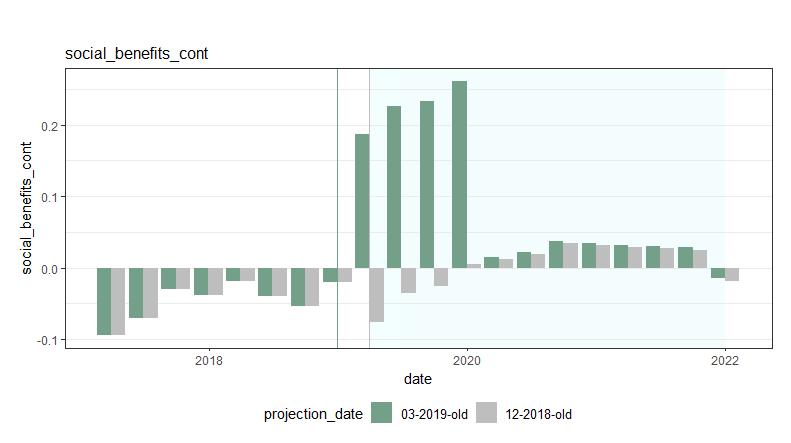 social_benefits_cont
social_benefits_cont
0.2
0.1
0.0
-0.1
2018 2020 2022
date
projection_date 03-2019-old 12-2018-old